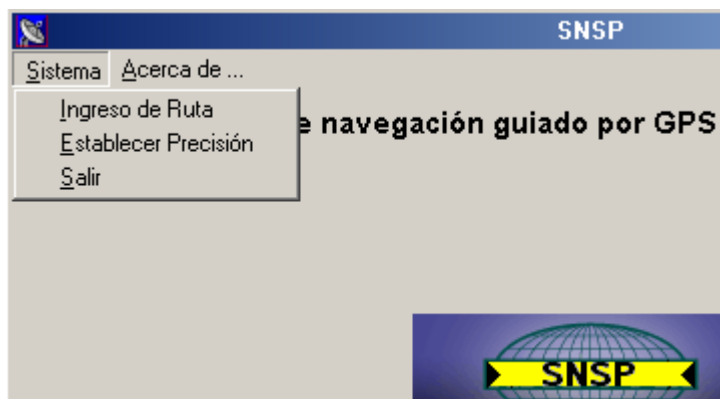 SNSP
Sistema Acerca de ...
Ingreso de Ruta
e navegación guiado por GPS
Establecer Precisión
Salir
SNSP